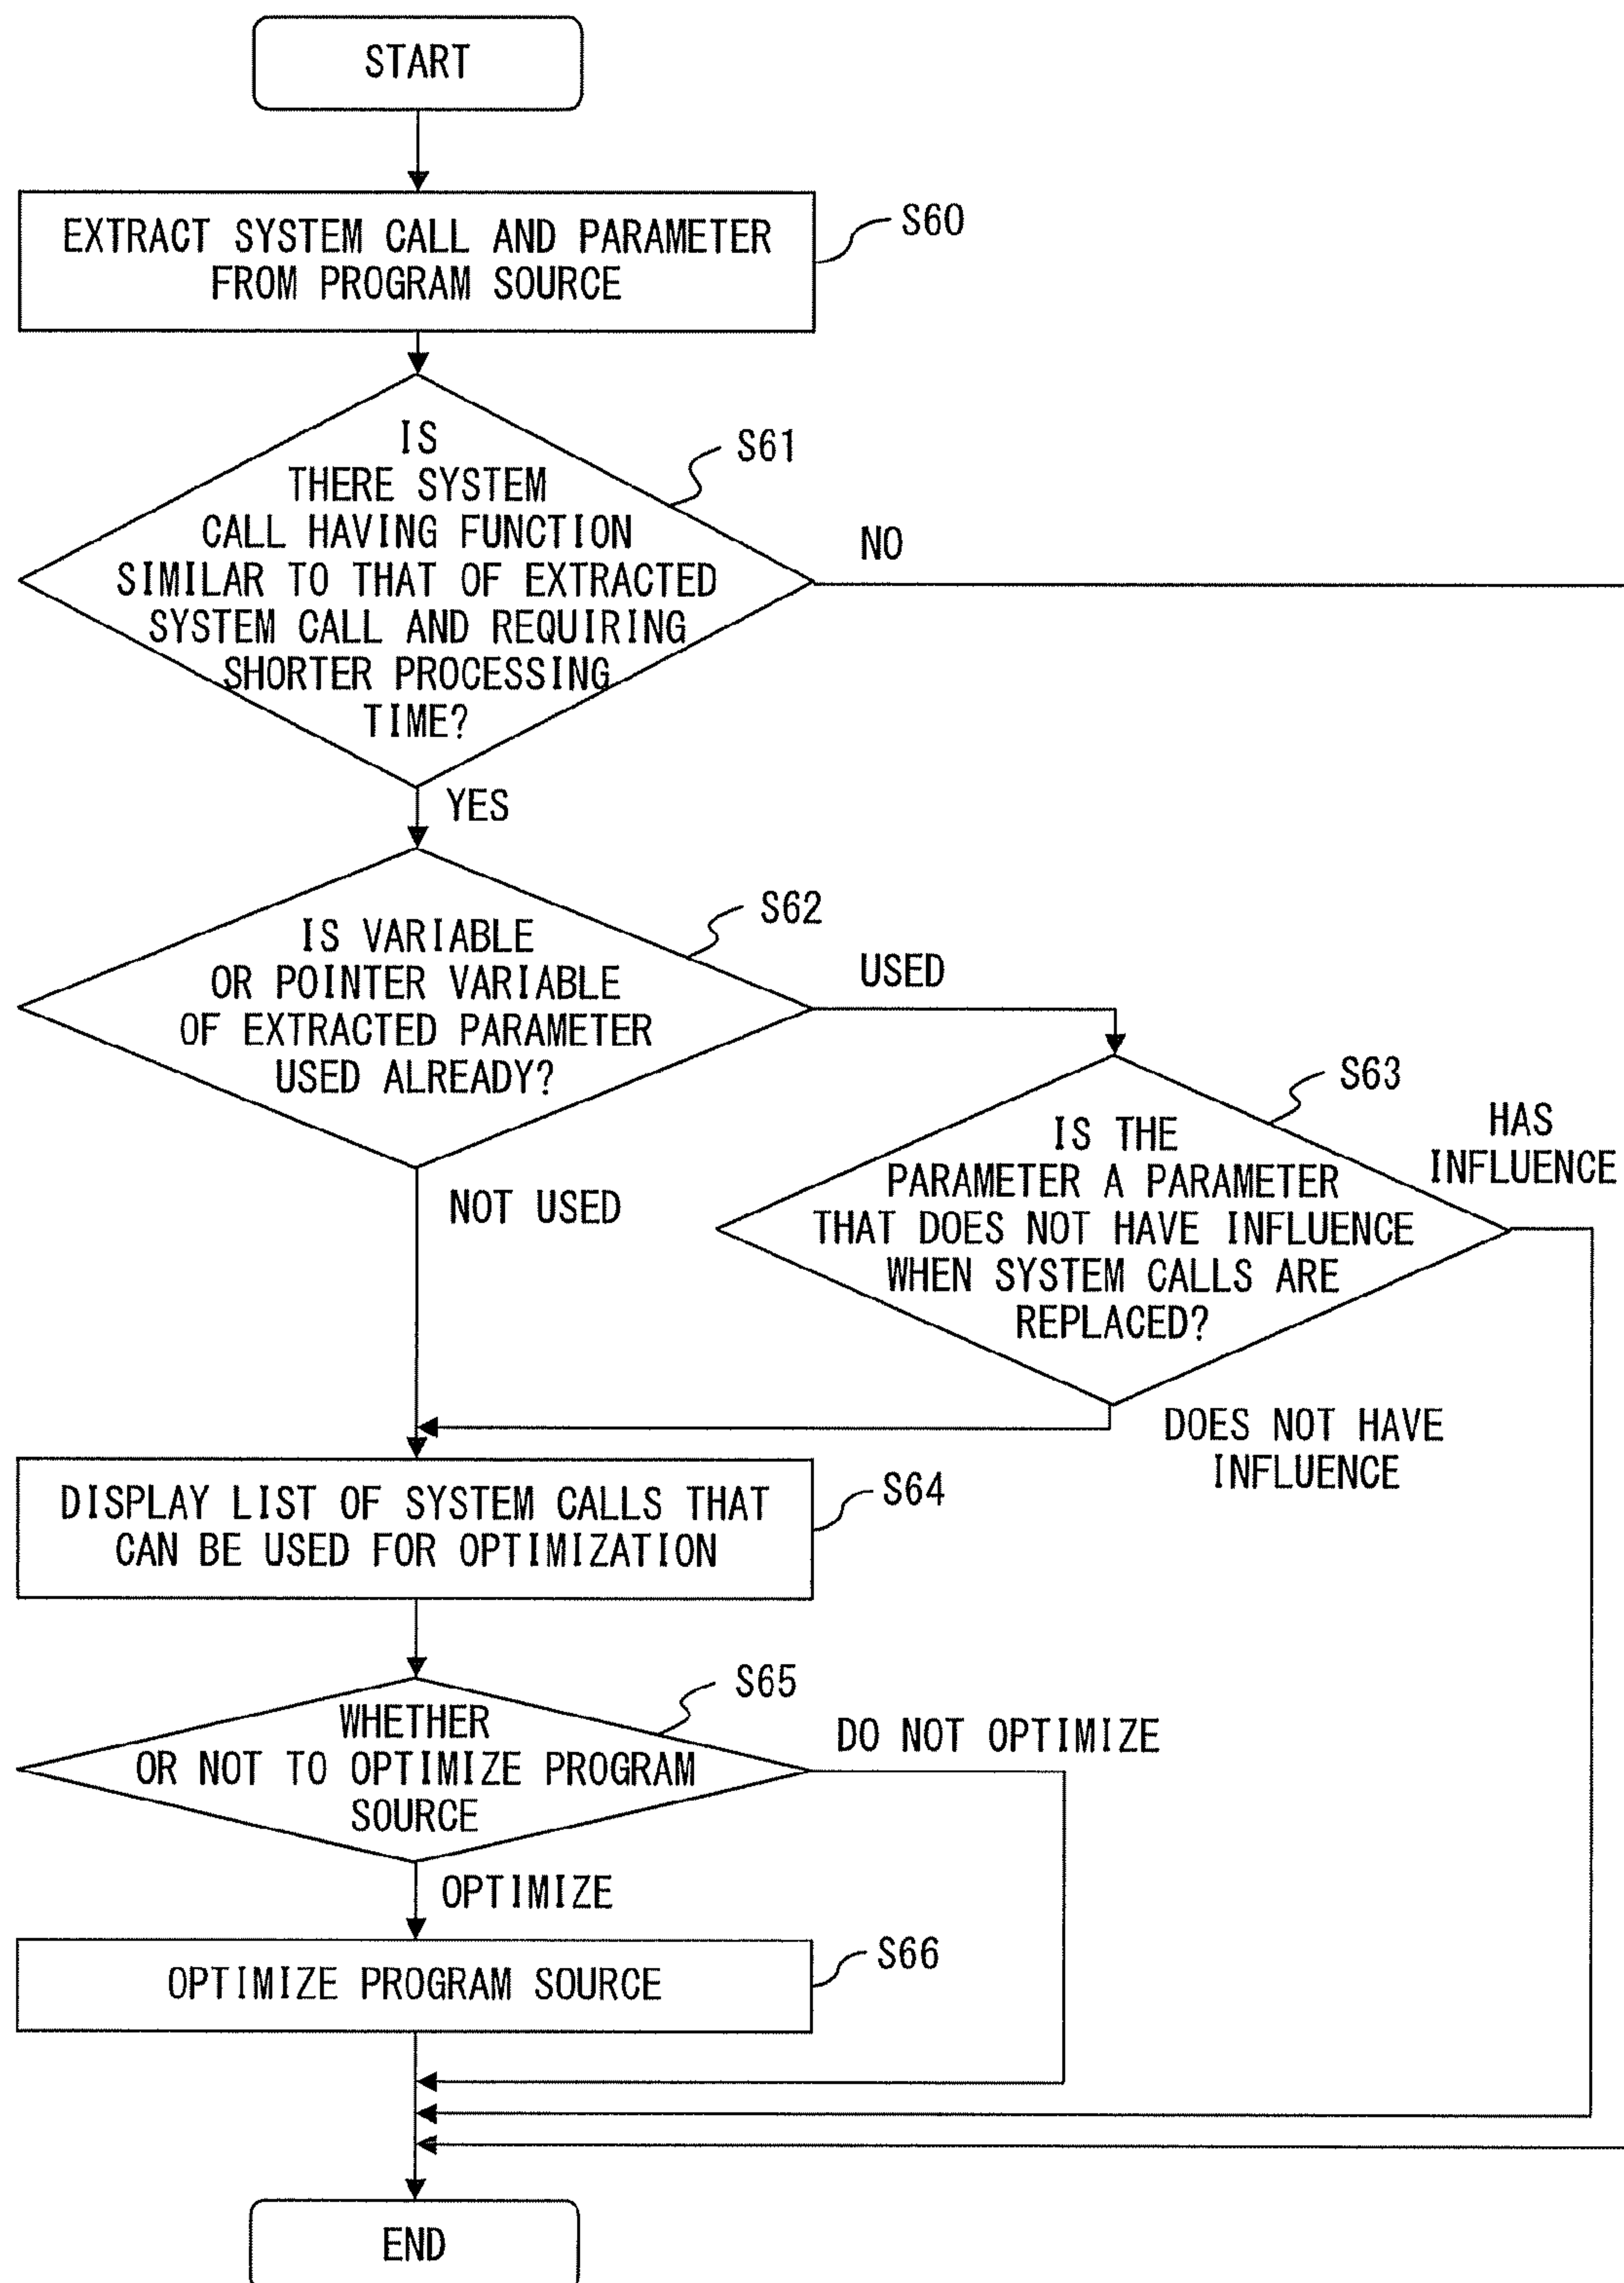 START
EXTRACT SYSTEM CALL AND PARAMETER
FROM PROGRAM SOURCE
S60
IS
THERE SYSTEM
CALL HAVING FUNCTION
SIMILAR TO THAT OF EXTRACTED
SYSTEM CALL AND REQUIRING
SHORTER PROCESSING
TIME?
S61
NO
YES
IS VARIABLE
OR POINTER VARIABLE
OF EXTRACTED PARAMETER
USED ALREADY?
S62
USED
NOT USED
IS THE
PARAMETER A PARAMETER
THAT DOES NOT HAVE INFLUENCE
WHEN SYSTEM CALLS ARE
REPLACED?
S63
HAS
INFLUENCE
DOES NOT HAVE
INFLUENCE
DISPLAY LIST OF SYSTEM CALLS THAT
CAN BE USED FOR OPTIMIZATION
S64
WHETHER
OR NOT TO OPTIMIZE PROGRAM
SOURCE
S65
DO NOT OPTIMIZE
OPTIMIZE
OPTIMIZE PROGRAM SOURCE
S66
END